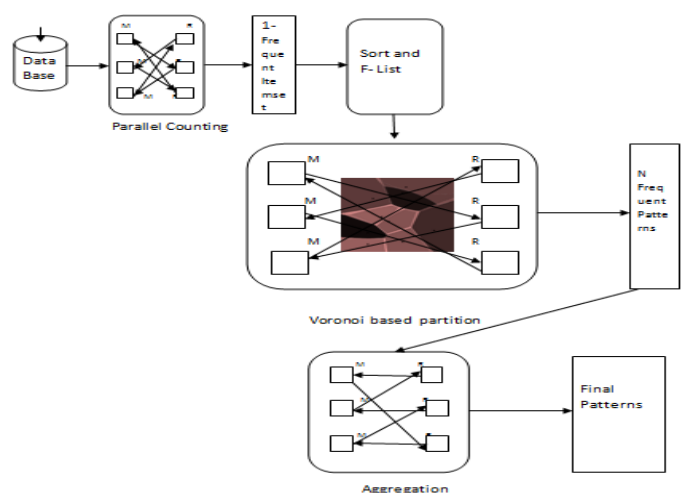 Data
Base
M
R
M
M
Parallel Counting
1-
Fre
que
nt
Ite
mse
t
Sort and
F-List
M
R
M
R
M
R
Voronoi based partition
N
Freq
uent
Patte
rns
M
R
M
M
Aggregation
Final
Patterns